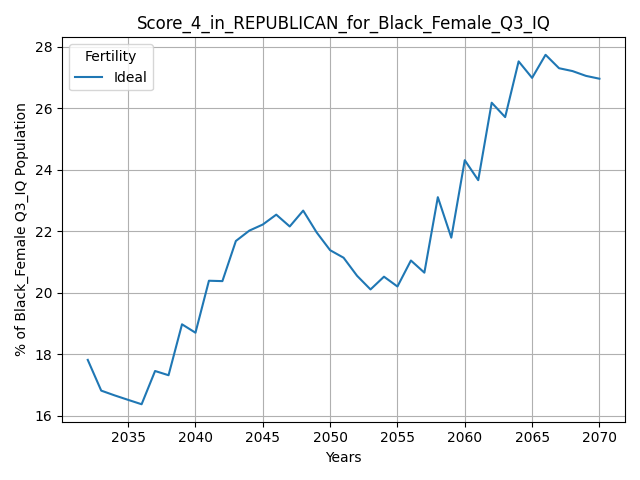 Score_4_in_REPUBLICAN_for_Black_Female_Q3_IQ
Fertility
Ideal
% of Black_Female Q3_IQ Population
28
26
24
22
20
18
16
2035 2040 2045 2050 2055 2060 2065 2070
Years